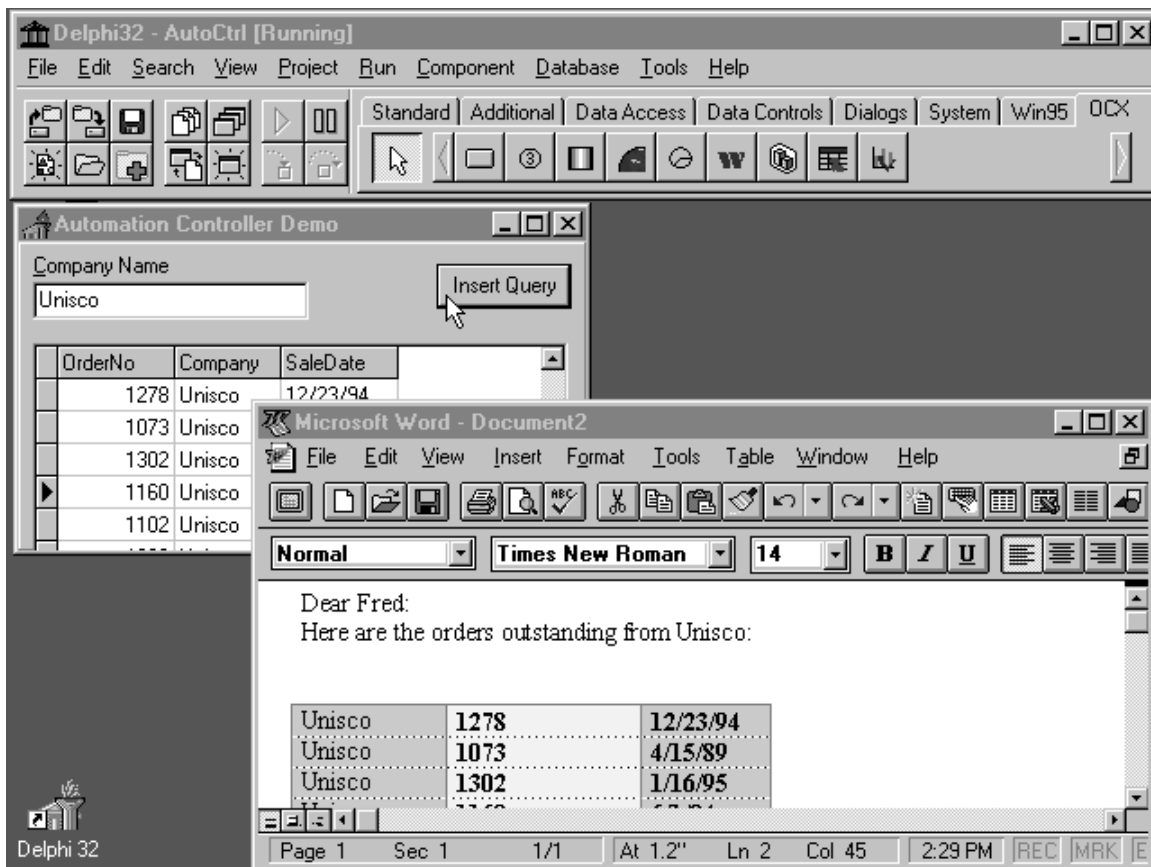 Delphi32 - AutoCtrl [Running]
File Edit Search View Project Run Component Database Tools Help
Standard Additional Data Access Data Controls Dialogs System Win95 OCX
Automation Controller Demo
Company Name
Unisco
Insert Query
OrderNo Company SaleDate
1278 Unisco 12/23/94
1073 Unisco
1302 Unisco
1160 Unisco
1102 Unisco
Microsoft Word - Document2
File Edit View Insert Format Tools Table Window Help
ABC
Normal Times New Roman 14 B I U
Dear Fred:
Here are the orders outstanding from Unisco:
Unisco 1278 12/23/94
Unisco 1073 4/15/89
Unisco 1302 1/16/95
Page 1 Sec 1 1/1 At 1.2" Ln 2 Col 45 2:29 PM REC MRK E
Delphi 32